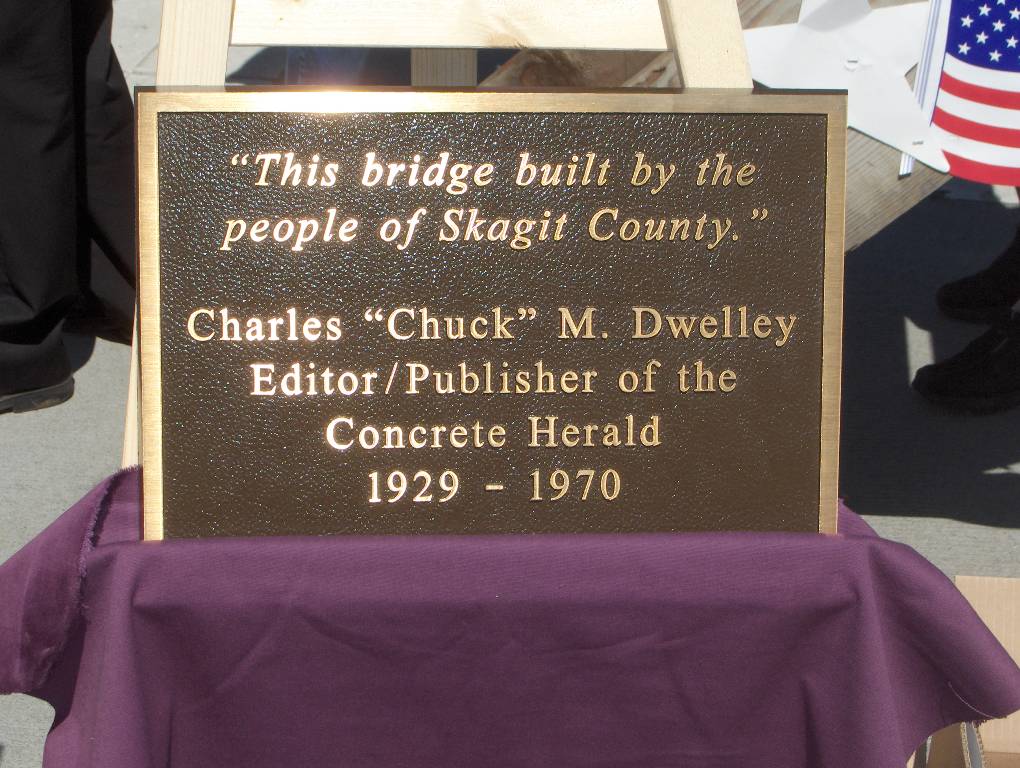 “This bridge built by the
people of Skagit County.”
Charles “Chuck” M. Dwelley
Editor/Publisher of the
Concrete Herald
1929 - 1970